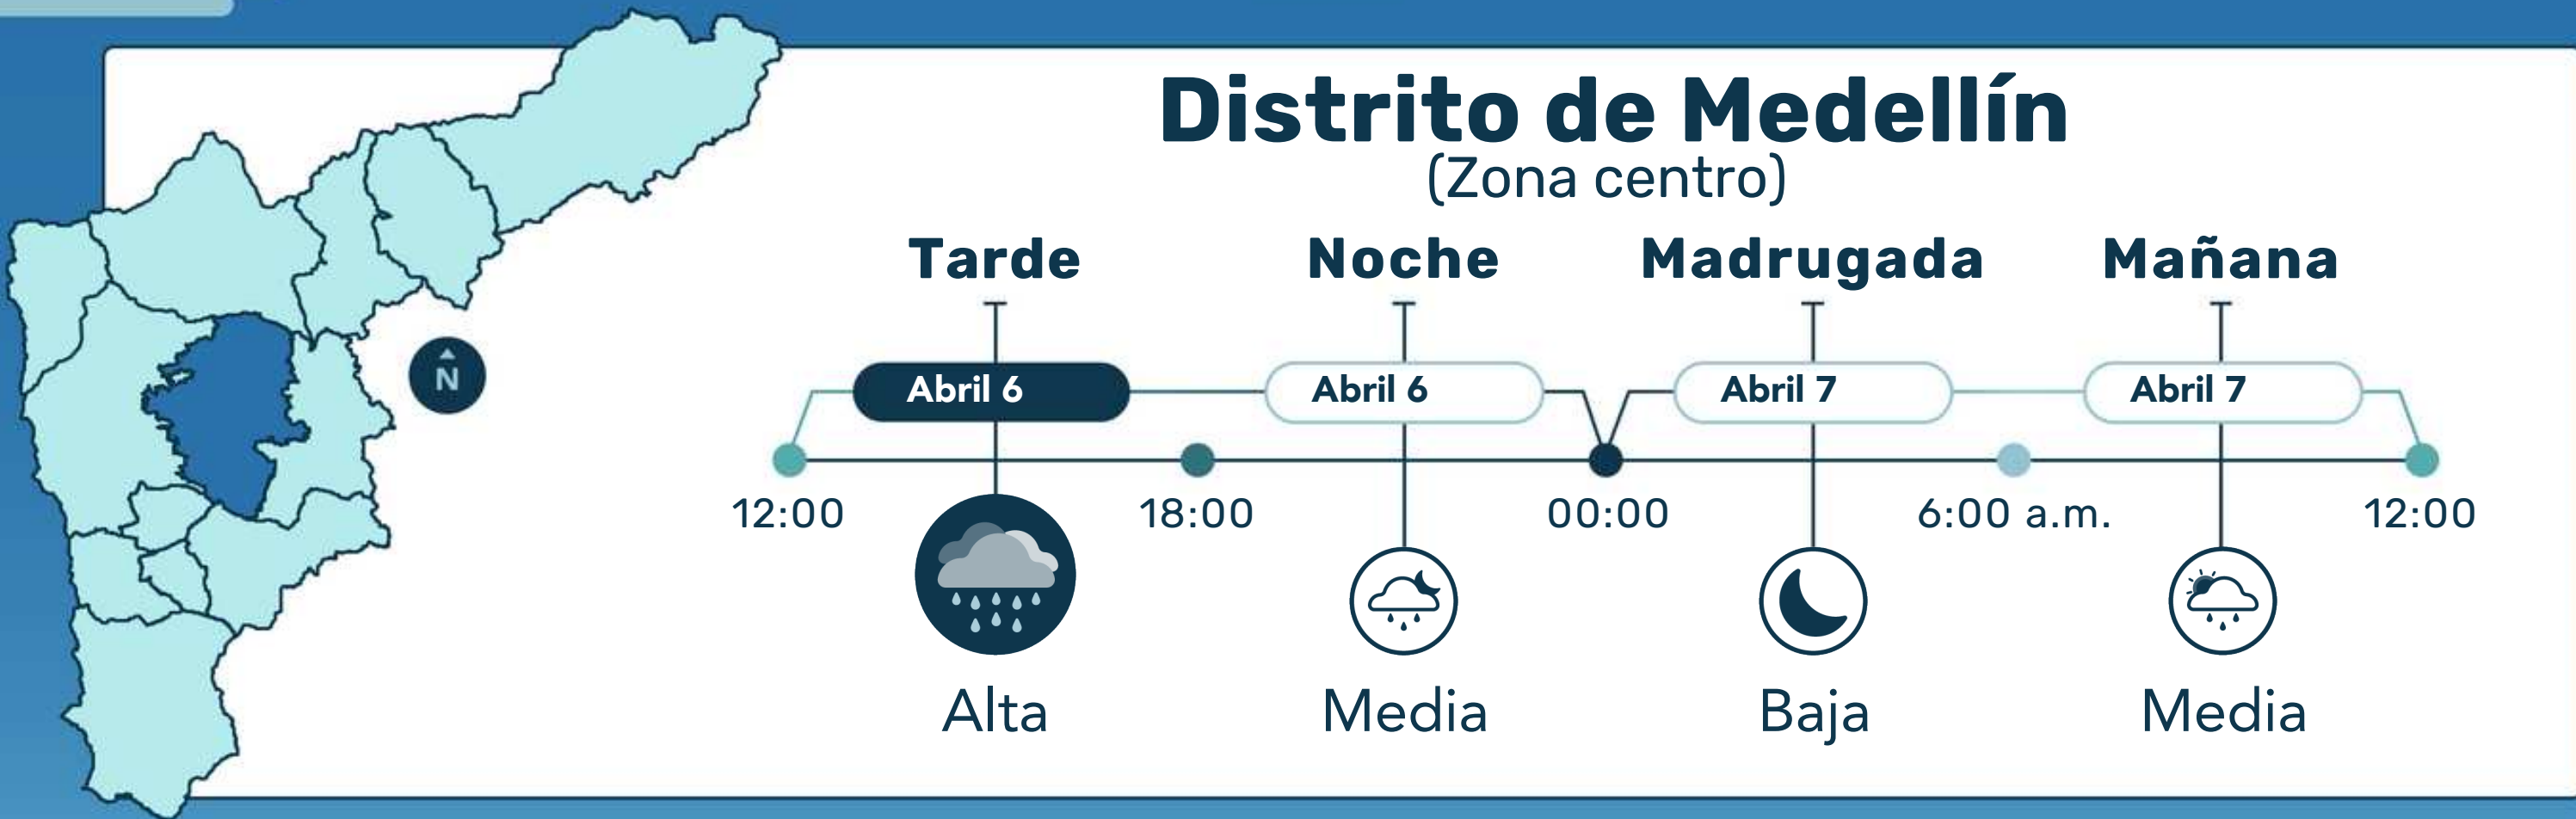 Distrito de Medellín
(Zona centro)
Tarde Noche Madrugada Mañana
Abril 6 Abril 6 Abril 7 Abril 7
N
12:00 18:00 00:00 6:00 a.m. 12:00
Alta Media Baja Media